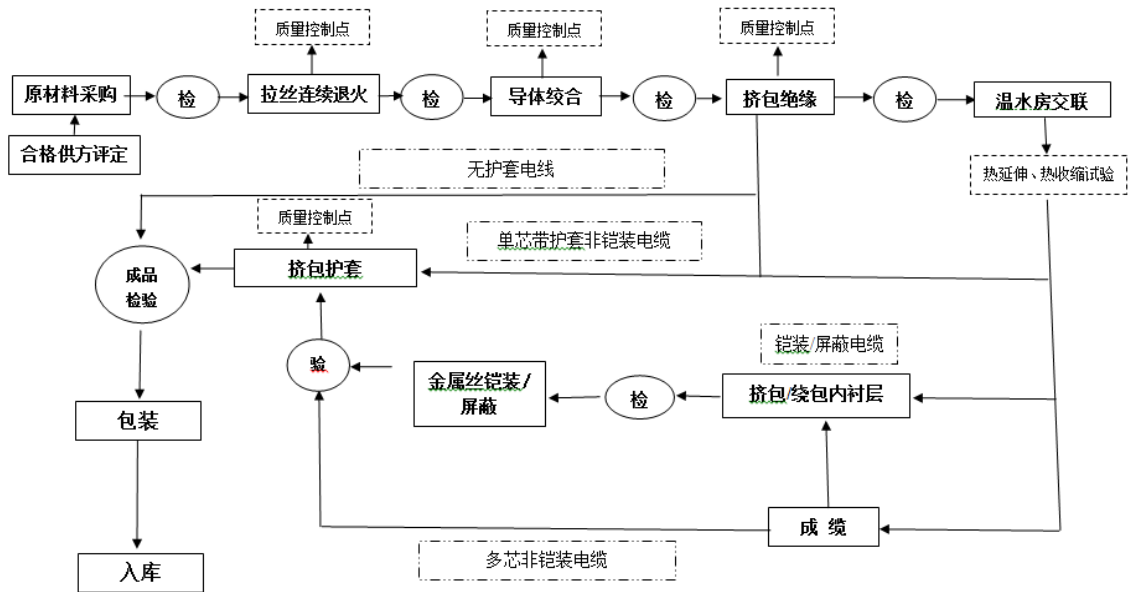 质量控制点
质量控制点
质量控制点
原材料采购
检
拉丝连续退火
检
导体绞合
检
挤包绝缘
检
温水房交联
合格供方评定
无护套电线
热延伸、热收缩试验
质量控制点
单芯带护套非铠装电缆
成品
检验
挤包护套
铠装/屏蔽电缆
验
金属丝铠装/
屏蔽
检
挤包/绕包内衬层
包装
成 缆
多芯非铠装电缆
入库